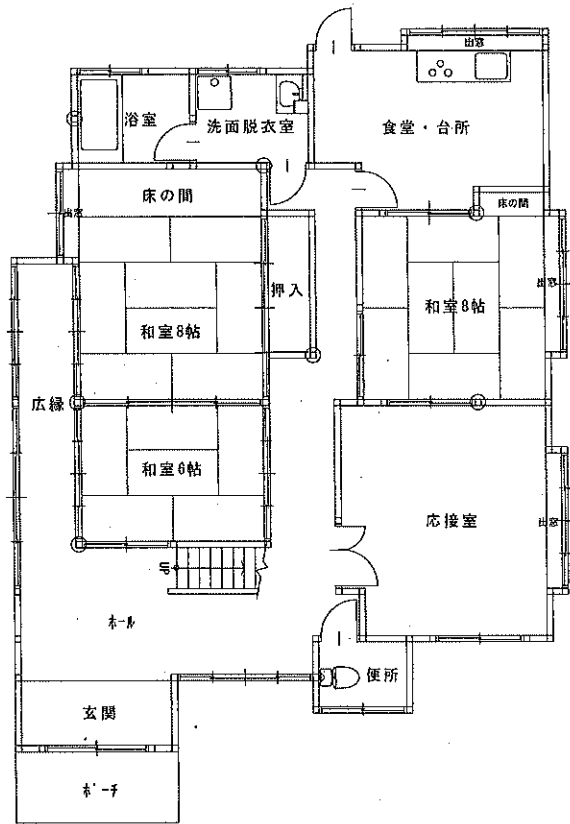 出窓
浴室
洗面脱衣室
食堂・台所
床の間
床の間
出窓
押入
和室8帖
和室8帖
出窓
広縁
和室6帖
応接室
出窓
UP
ホール
便所
玄関
ポーチ